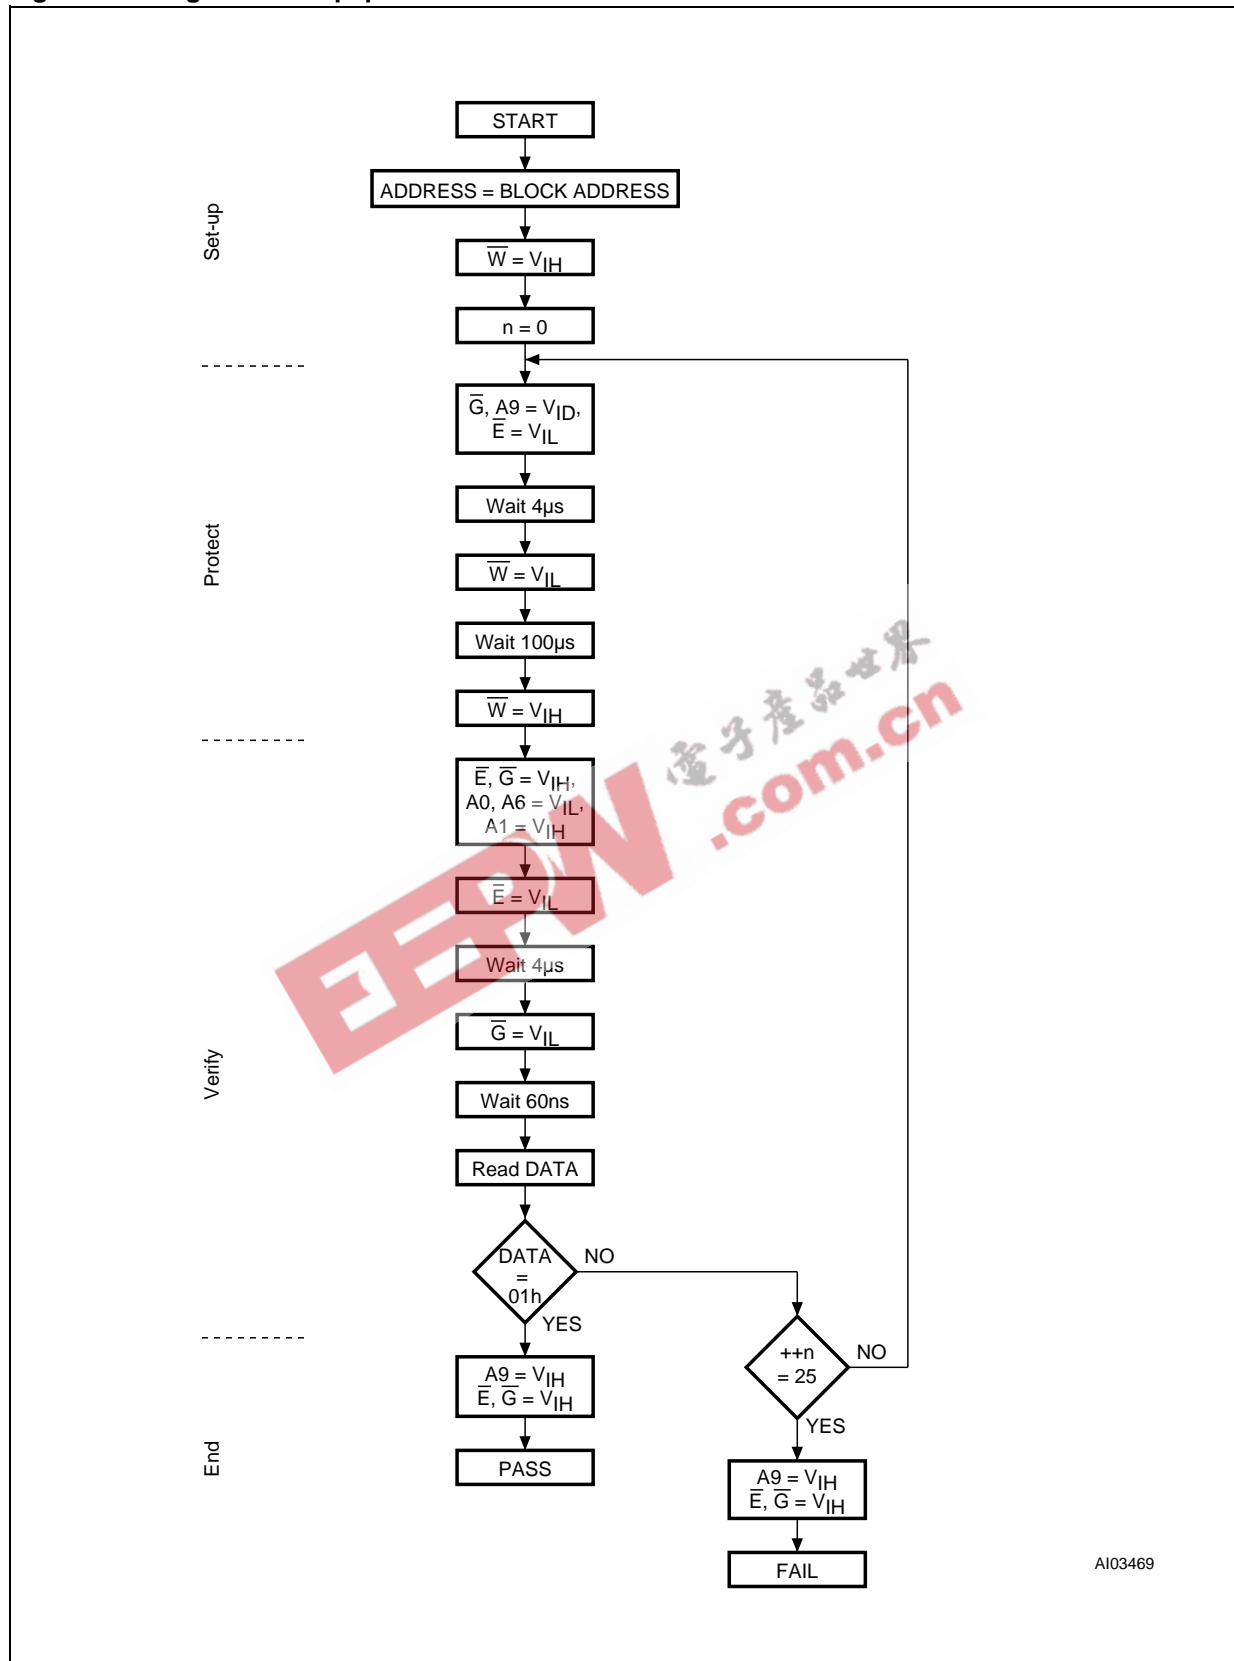 START
ADDRESS = BLOCK ADDRESS
Set-up
W̅ = VIH
n = 0
G̅, A9 = VID,
E̅ = VIL
Wait 4µs
Protect
W̅ = VIL
Wait 100µs
W̅ = VIH
E̅, G̅ = VIH,
A0, A6 = VIL,
A1 = VIH
電子產品世界
.com.cn
EEPW
E̅ = VIL
Wait 4µs
G̅ = VIL
Verify
Wait 60ns
Read DATA
DATA
=
01h
NO
YES
++n
= 25
NO
YES
A9 = VIH
E̅, G̅ = VIH
End
PASS
A9 = VIH
E̅, G̅ = VIH
FAIL
AI03469